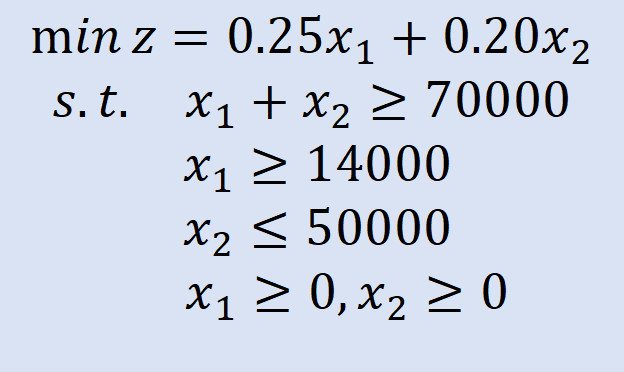 min z = 0.25x₁ + 0.20x₂
s.t. x₁ + x₂ ≥ 70000
x₁ ≥ 14000
x₂ ≤ 50000
x₁ ≥ 0, x₂ ≥ 0